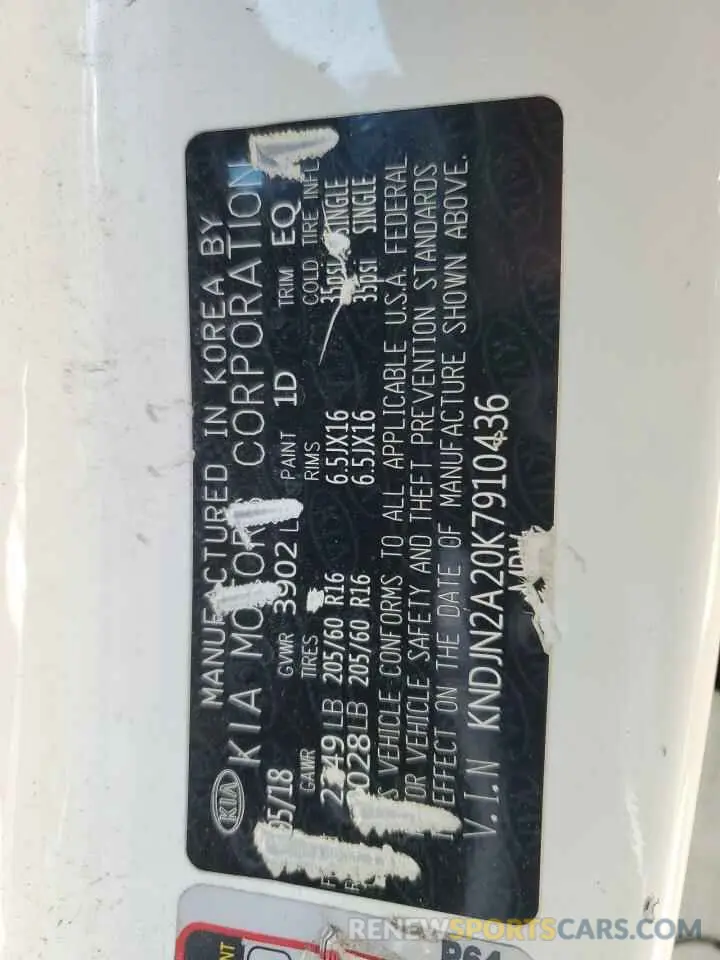 KIA
MANUFACTURED IN KOREA BY
KIA MOTORS CORPORATION
05/18 GVWR 3902 PAINT 1D TRIM EQ
GAWR TIRES RIMS COLD TIRE INFL
LB 205/60 R16 6.5JX16 35psi SINGLE
LB 205/60 R16 6.5JX16 35psi SINGLE
VEHICLE CONFORMS TO ALL APPLICABLE U.S.A. FEDERAL
VEHICLE SAFETY AND THEFT PREVENTION STANDARDS
EFFECT ON THE DATE OF MANUFACTURE SHOWN ABOVE.
V.I.N KNDJN2A20K7910436
MPV
RENEWSPORTSCARS.COM